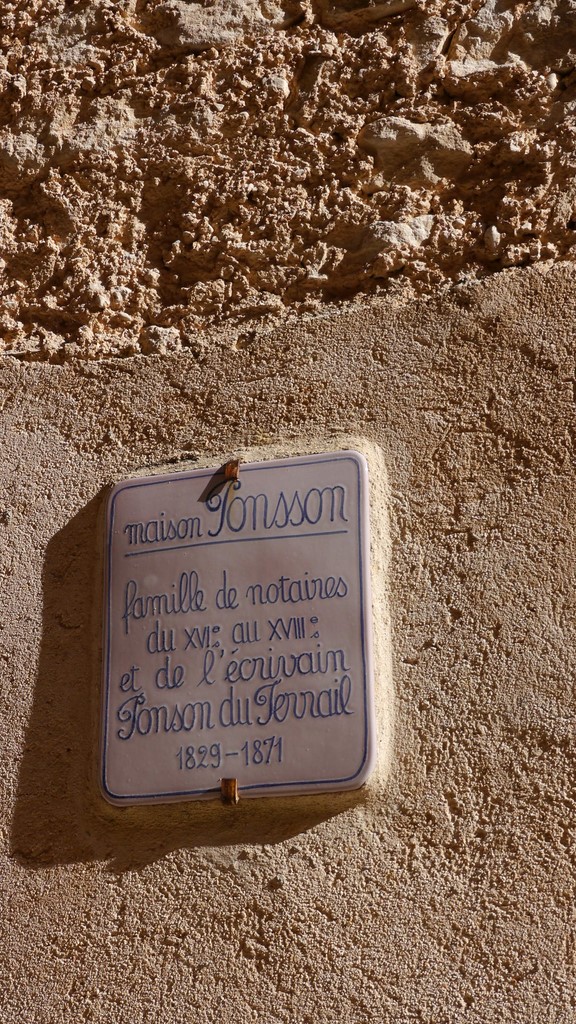 maison Ponsson
famille de notaires
du XVIe au XVIIIe
et de l'écrivain
Ponson du Terrail
1829-1871